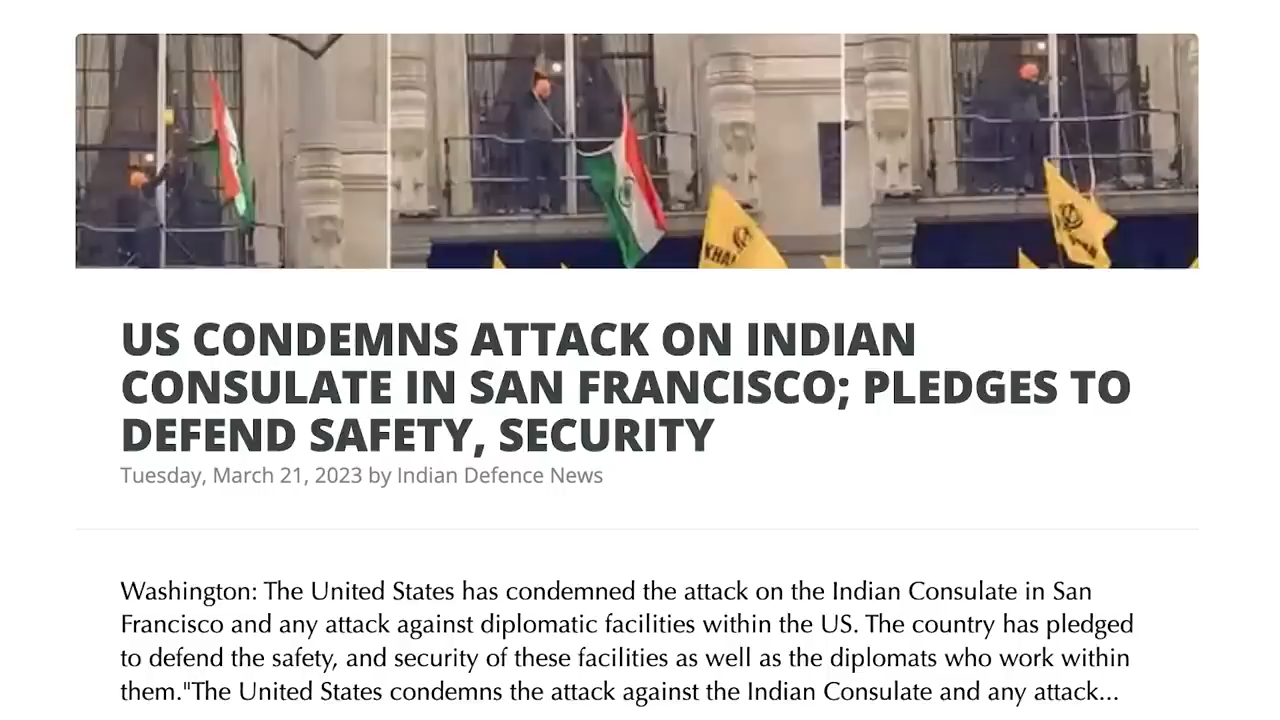 KHAL
US CONDEMNS ATTACK ON INDIAN
CONSULATE IN SAN FRANCISCO; PLEDGES TO
DEFEND SAFETY, SECURITY
Tuesday, March 21, 2023 by Indian Defence News
Washington: The United States has condemned the attack on the Indian Consulate in San
Francisco and any attack against diplomatic facilities within the US. The country has pledged
to defend the safety, and security of these facilities as well as the diplomats who work within
them."The United States condemns the attack against the Indian Consulate and any attack...